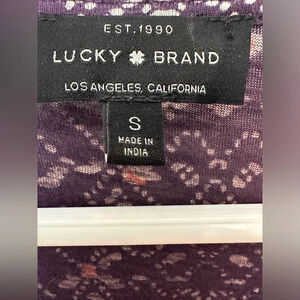 EST.1990
LUCKY BRAND
LOS ANGELES, CALIFORNIA
S
MADE IN
INDIA